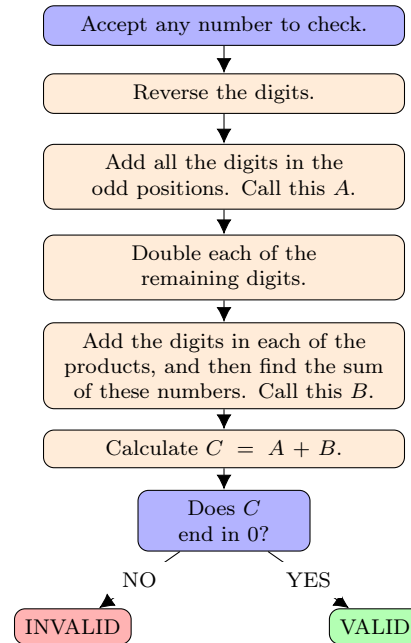 Accept any number to check.
Reverse the digits.
Add all the digits in the
odd positions. Call this A.
Double each of the
remaining digits.
Add the digits in each of the
products, and then find the sum
of these numbers. Call this B.
Calculate C = A + B.
Does C
end in 0?
NO
YES
INVALID
VALID